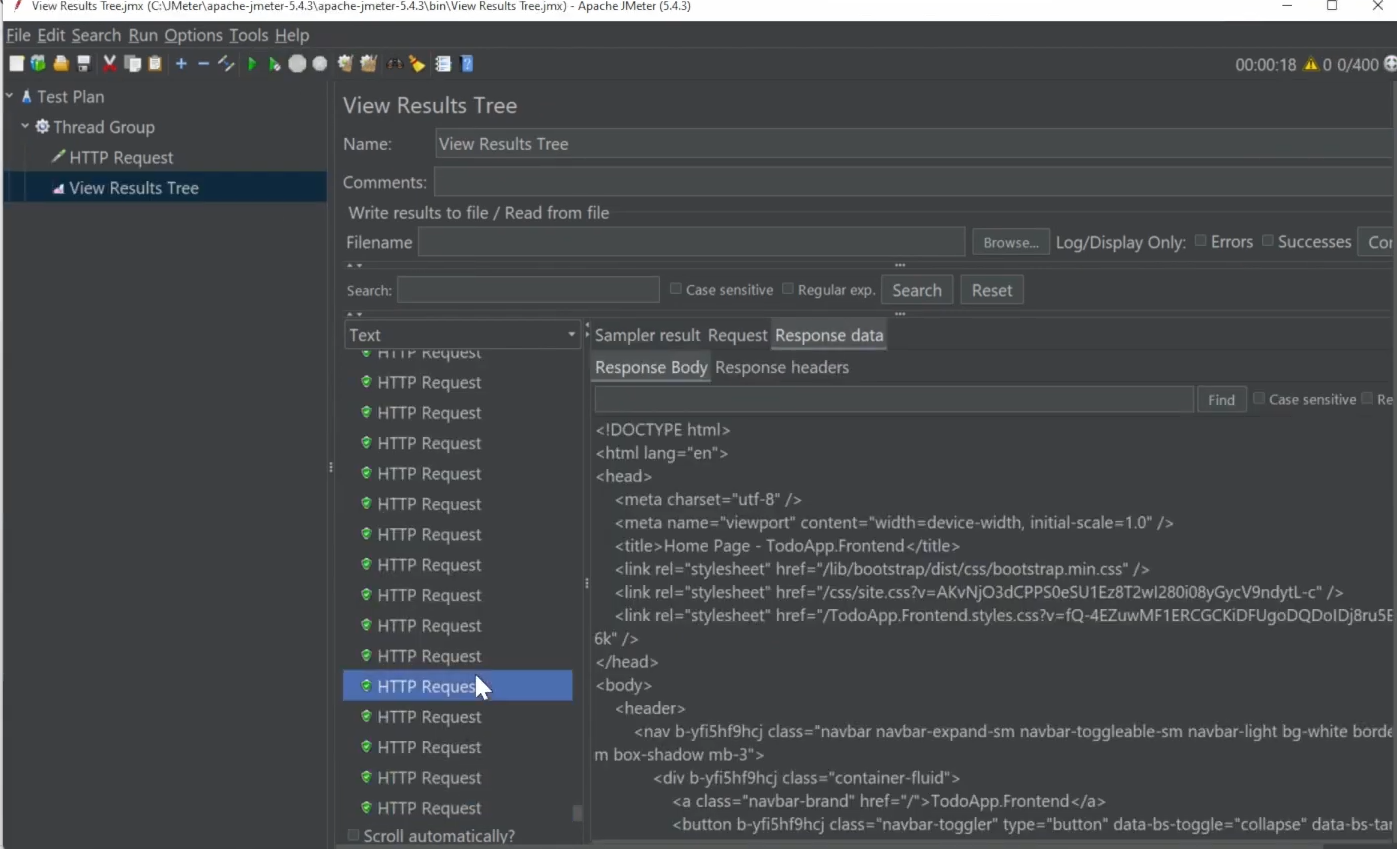 View Results Tree.jmx (C:\JMeter\apache-jmeter-5.4.3\apache-jmeter-5.4.3\bin\View Results Tree.jmx) - Apache JMeter (5.4.3)
File Edit Search Run Options Tools Help
00:00:18 0 0/400
Test Plan
Thread Group
HTTP Request
View Results Tree
View Results Tree
Name: View Results Tree
Comments:
Write results to file / Read from file
Filename Browse... Log/Display Only: Errors Successes Co
Search: Case sensitive Regular exp. Search Reset
Text
Sampler result Request Response data
HTTP Request
Response Body Response headers
HTTP Request
Find Case sensitive Re
HTTP Request
HTTP Request
HTTP Request
HTTP Request
HTTP Request
HTTP Request
HTTP Request
HTTP Request
HTTP Request
HTTP Reques
HTTP Request
HTTP Request
HTTP Request
HTTP Request
Scroll automatically?
<!DOCTYPE html>
<html lang="en">
<head>
<meta charset="utf-8" />
<meta name="viewport" content="width=device-width, initial-scale=1.0" />
<title>Home Page - TodoApp.Frontend</title>
<link rel="stylesheet" href="/lib/bootstrap/dist/css/bootstrap.min.css" />
<link rel="stylesheet" href="/css/site.css?v=AKvNjO3dCPPS0eSU1Ez8T2wI280i08yGycV9ndytL-c" />
<link rel="stylesheet" href="/TodoApp.Frontend.styles.css?v=fQ-4EZuwMF1ERCGCKiDFUgoDQDoIDj8ru5E
6k" />
</head>
<body>
<header>
<nav b-yfi5hf9hcj class="navbar navbar-expand-sm navbar-toggleable-sm navbar-light bg-white borde
m box-shadow mb-3">
<div b-yfi5hf9hcj class="container-fluid">
<a class="navbar-brand" href="/">TodoApp.Frontend</a>
<button b-yfi5hf9hcj class="navbar-toggler" type="button" data-bs-toggle="collapse" data-bs-tar